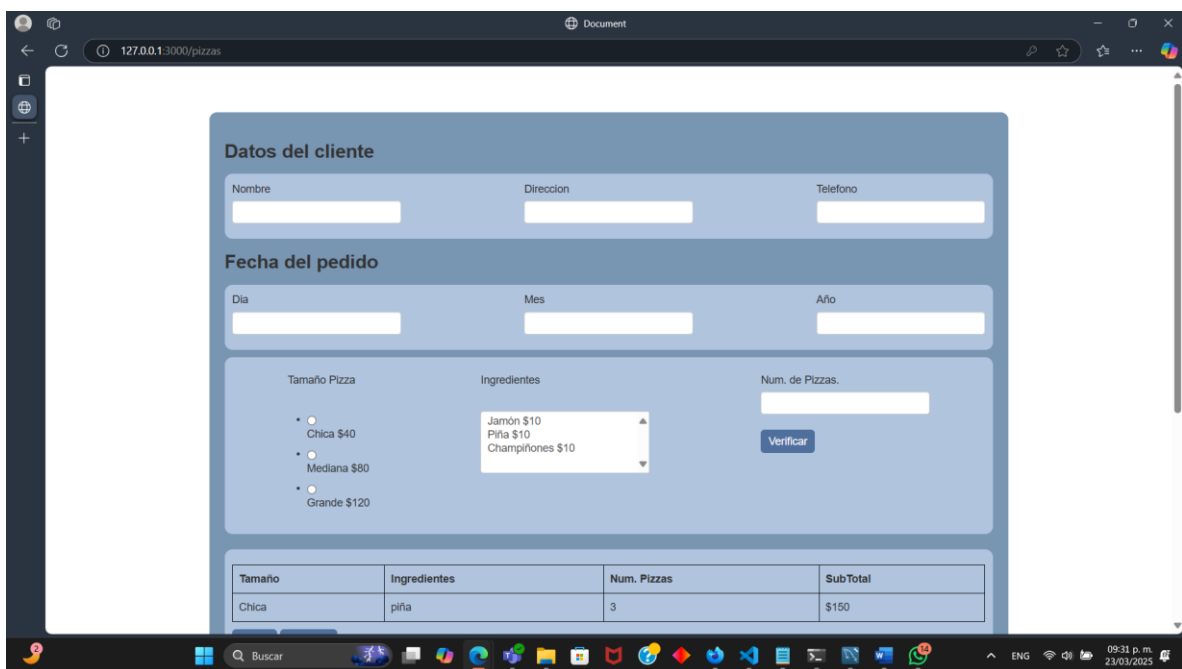 Document
127.0.0.1:3000/pizzas
Datos del cliente
Nombre Direccion Telefono
Fecha del pedido
Dia Mes Año
Tamaño Pizza Ingredientes Num. de Pizzas.
Jamón $10
Chica $40 Piña $10
Champiñones $10 Verificar
Mediana $80
Grande $120
Tamaño Ingredientes Num. Pizzas SubTotal
Chica piña 3 $150
2 Buscar 14 ENG 09:31 p. m.
23/03/2025